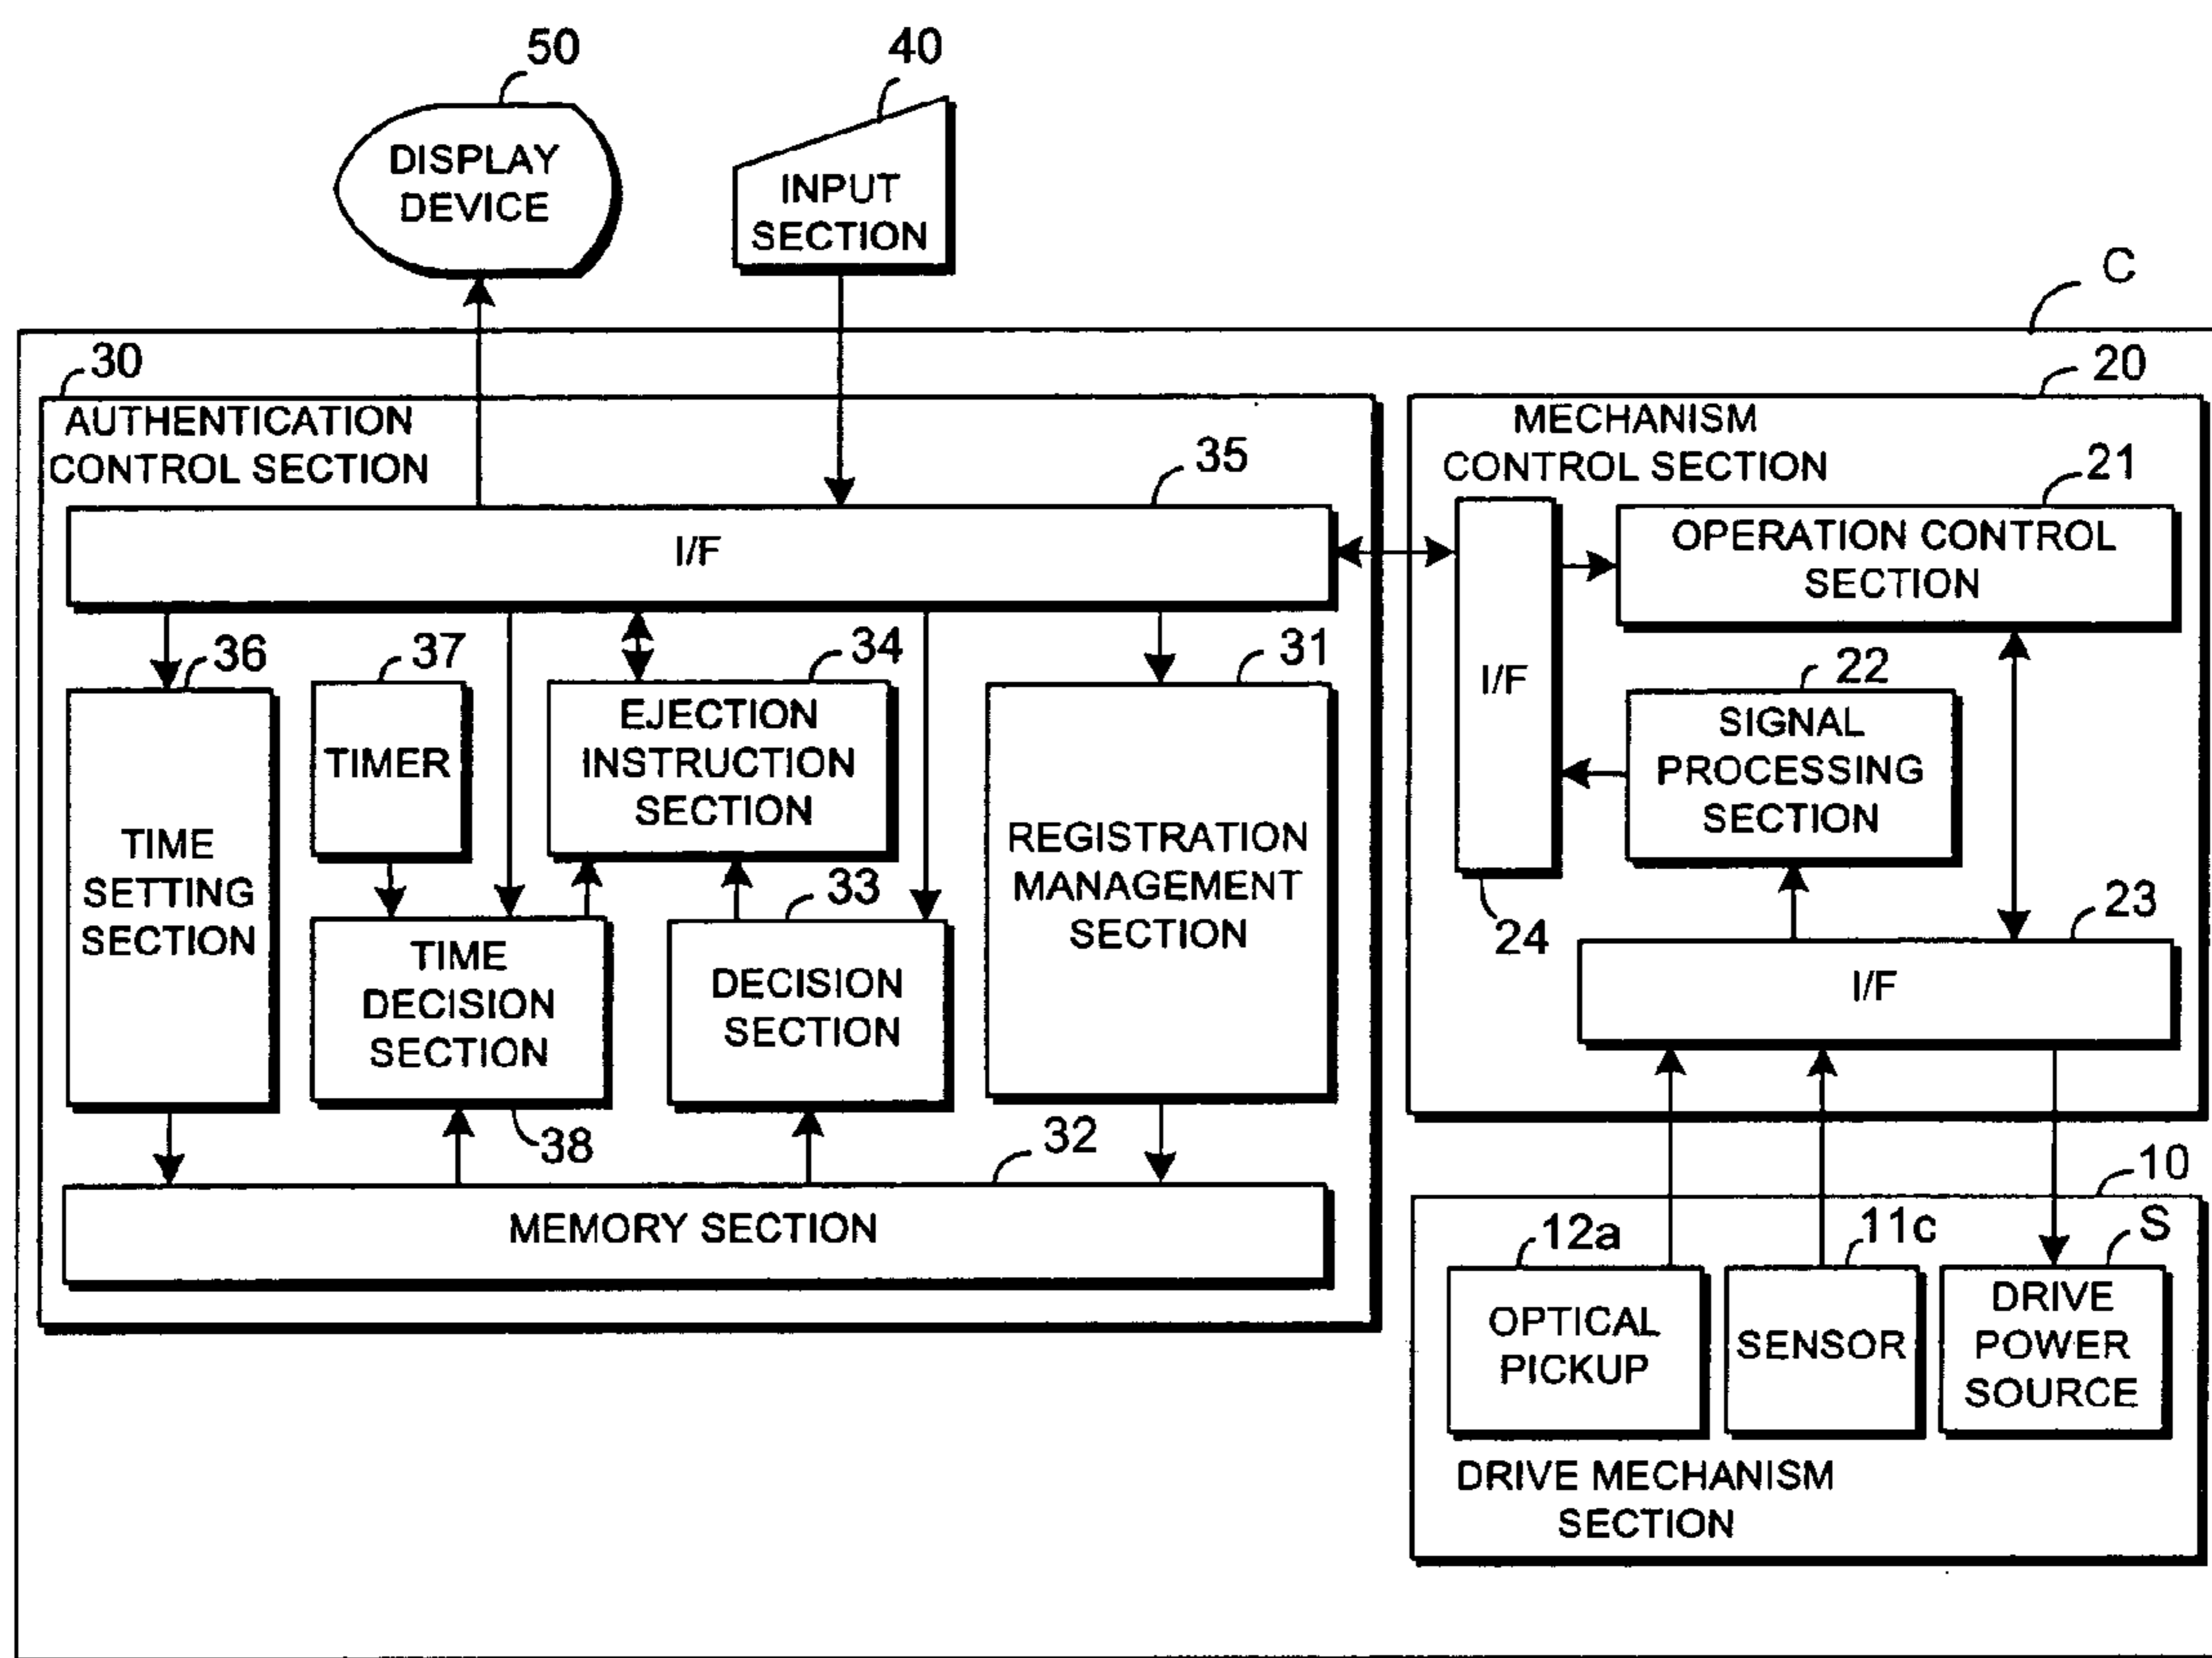 50
40
DISPLAY
DEVICE
INPUT
SECTION
C
30
AUTHENTICATION
CONTROL SECTION
35
I/F
36
TIME
SETTING
SECTION
37
TIMER
34
EJECTION
INSTRUCTION
SECTION
31
REGISTRATION
MANAGEMENT
SECTION
TIME
DECISION
SECTION
38
33
DECISION
SECTION
32
MEMORY SECTION
20
MECHANISM
CONTROL SECTION
21
OPERATION CONTROL
SECTION
I/F
24
22
SIGNAL
PROCESSING
SECTION
23
I/F
10
12a
OPTICAL
PICKUP
11c
SENSOR
S
DRIVE
POWER
SOURCE
DRIVE MECHANISM
SECTION